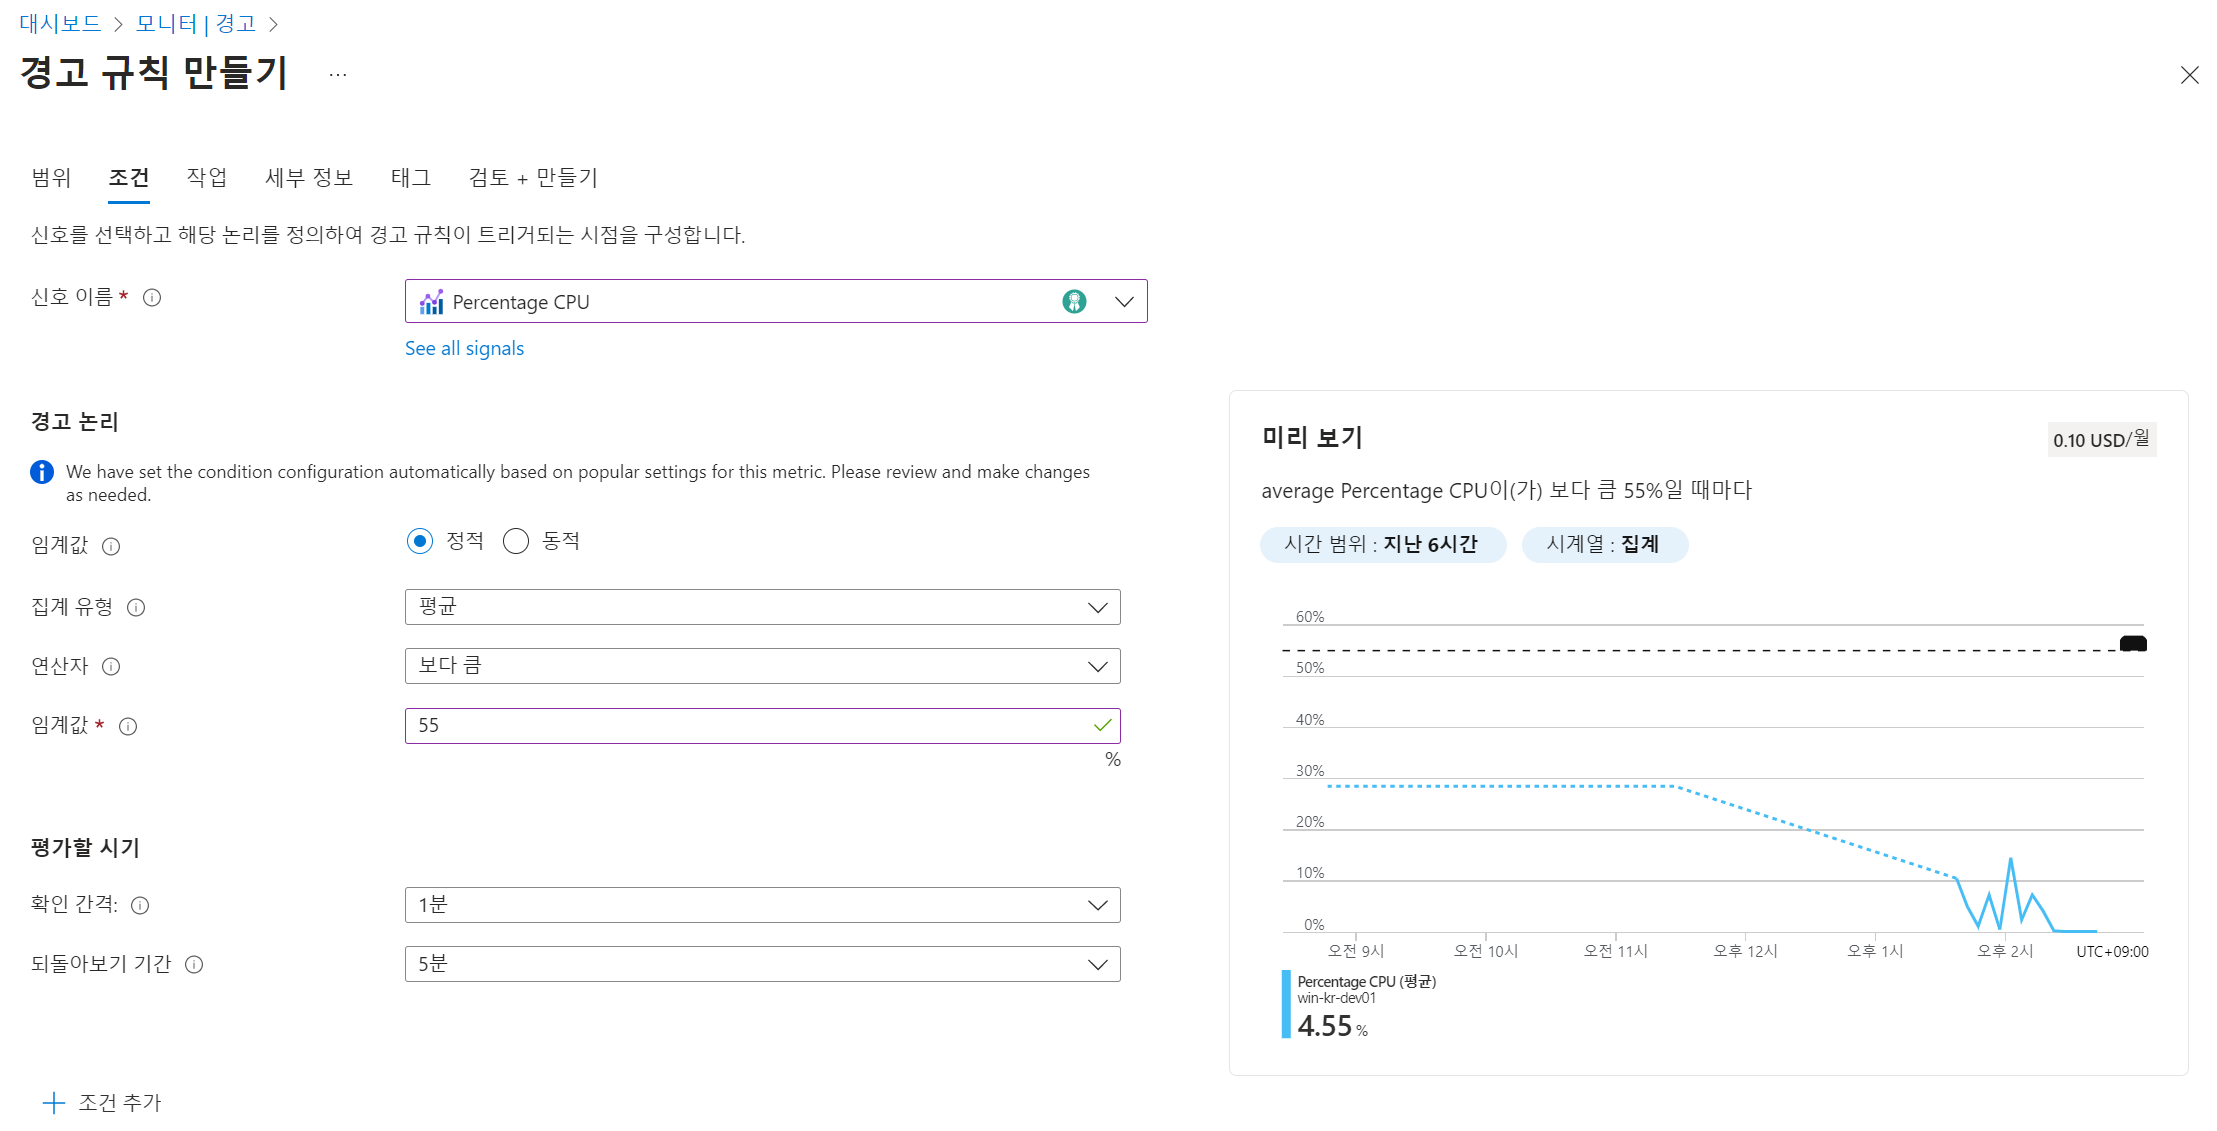 대시보드 > 모니터 | 경고 >
경고 규칙 만들기 ...
범위 조건 작업 세부 정보 태그 검토 + 만들기
신호를 선택하고 해당 논리를 정의하여 경고 규칙이 트리거되는 시점을 구성합니다.
신호 이름 * Percentage CPU
See all signals
경고 논리
We have set the condition configuration automatically based on popular settings for this metric. Please review and make changes
as needed.
임계값 정적 동적
집계 유형 평균
연산자 보다 큼
임계값 * 55
%
평가할 시기
확인 간격: 1분
되돌아보기 기간 5분
조건 추가
미리 보기 0.10 USD/월
average Percentage CPU이(가) 보다 큼 55%일 때마다
시간 범위 : 지난 6시간 시계열 : 집계
60%
50%
40%
30%
20%
10%
0%
오전 9시 오전 10시 오전 11시 오후 12시 오후 1시 오후 2시 UTC+09:00
Percentage CPU (평균)
win-kr-dev01
4.55 %